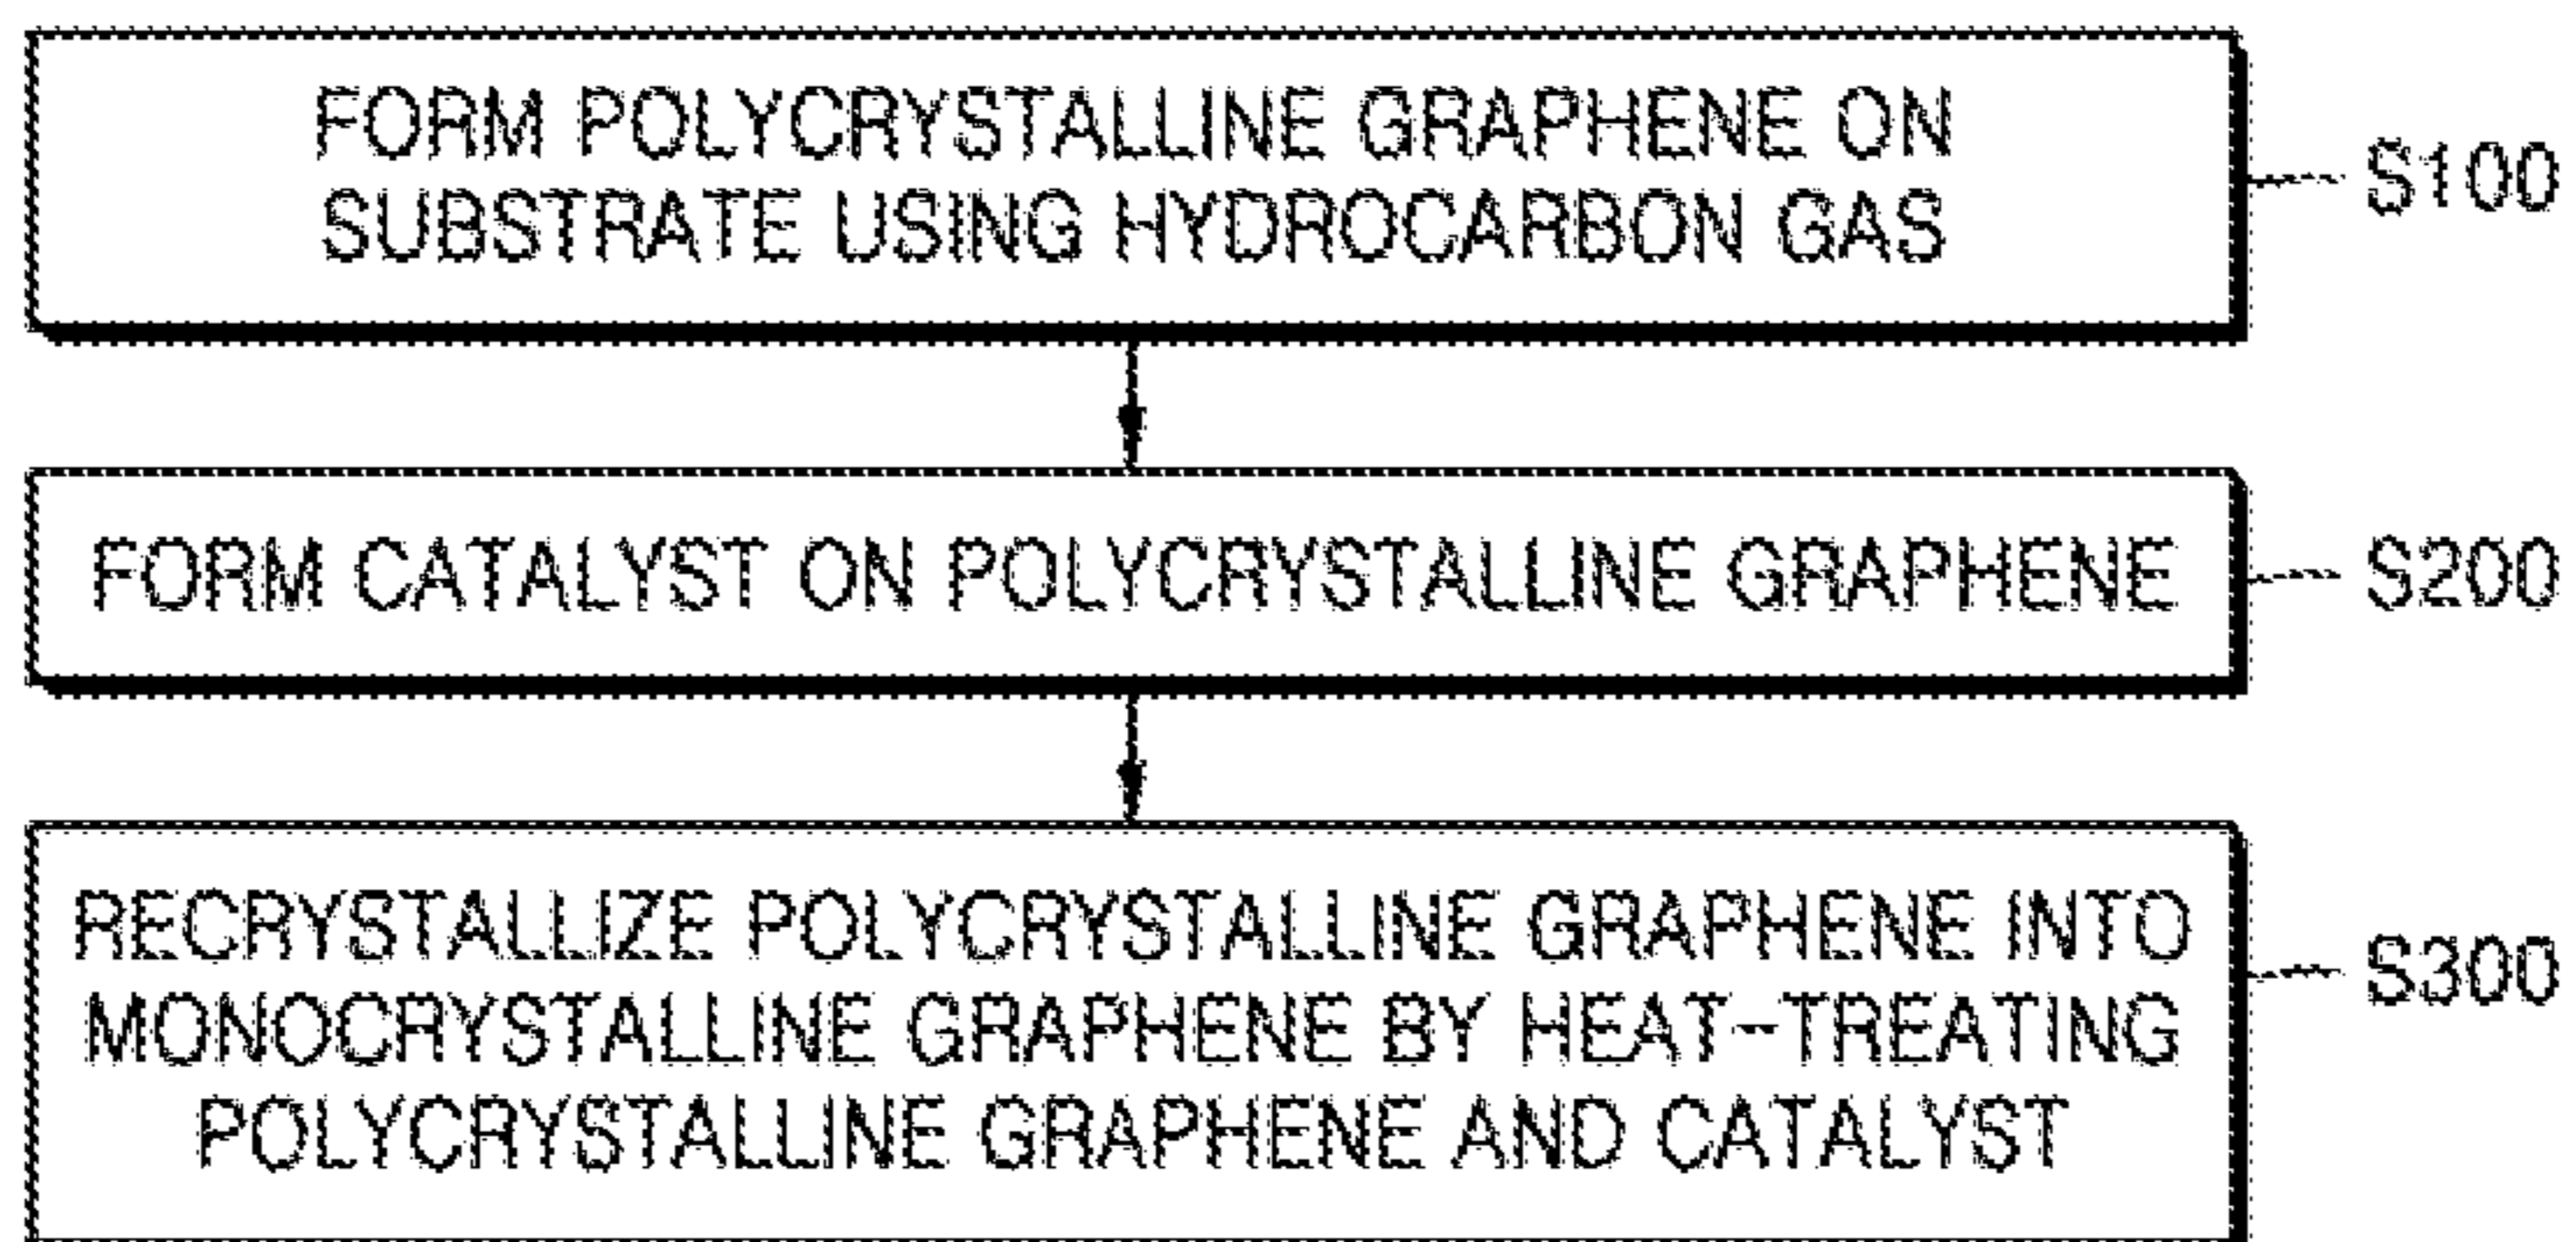 FORM POLYCRYSTALLINE GRAPHENE ON
SUBSTRATE USING HYDROCARBON GAS
S100
FORM CATALYST ON POLYCRYSTALLINE GRAPHENE
S200
RECRYSTALLIZE POLYCRYSTALLINE GRAPHENE INTO
MONOCRYSTALLINE GRAPHENE BY HEAT-TREATING
POLYCRYSTALLINE GRAPHENE AND CATALYST
S300